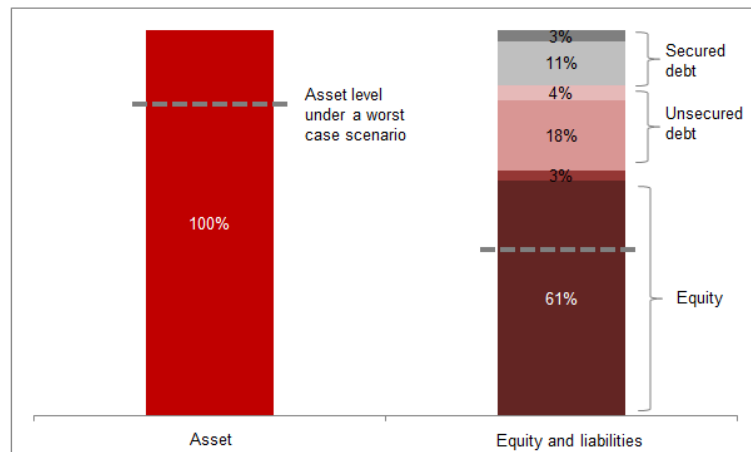 3%
Secured
debt
11%
Asset level
under a worst
case scenario
4%
Unsecured
debt
18%
3%
100%
61%
Equity
Asset
Equity and liabilities